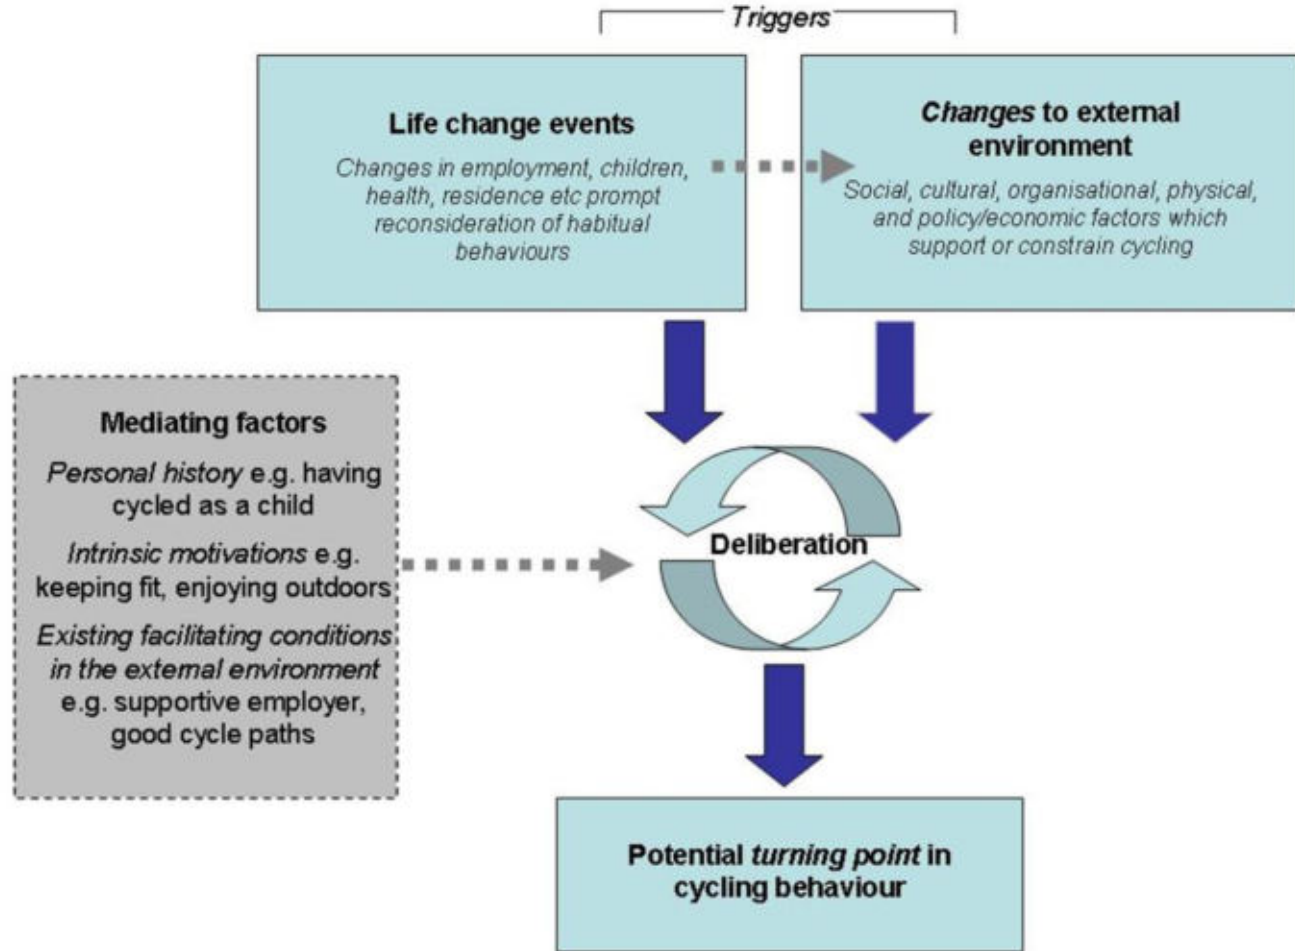 Triggers
Life change events
Changes in employment, children,
health, residence etc prompt
reconsideration of habitual
behaviours
Changes to external
environment
Social, cultural, organisational, physical,
and policy/economic factors which
support or constrain cycling
Mediating factors
Personal history e.g. having
cycled as a child
Intrinsic motivations e.g.
keeping fit, enjoying outdoors
Existing facilitating conditions
in the external environment
e.g. supportive employer,
good cycle paths
Deliberation
Potential turning point in
cycling behaviour